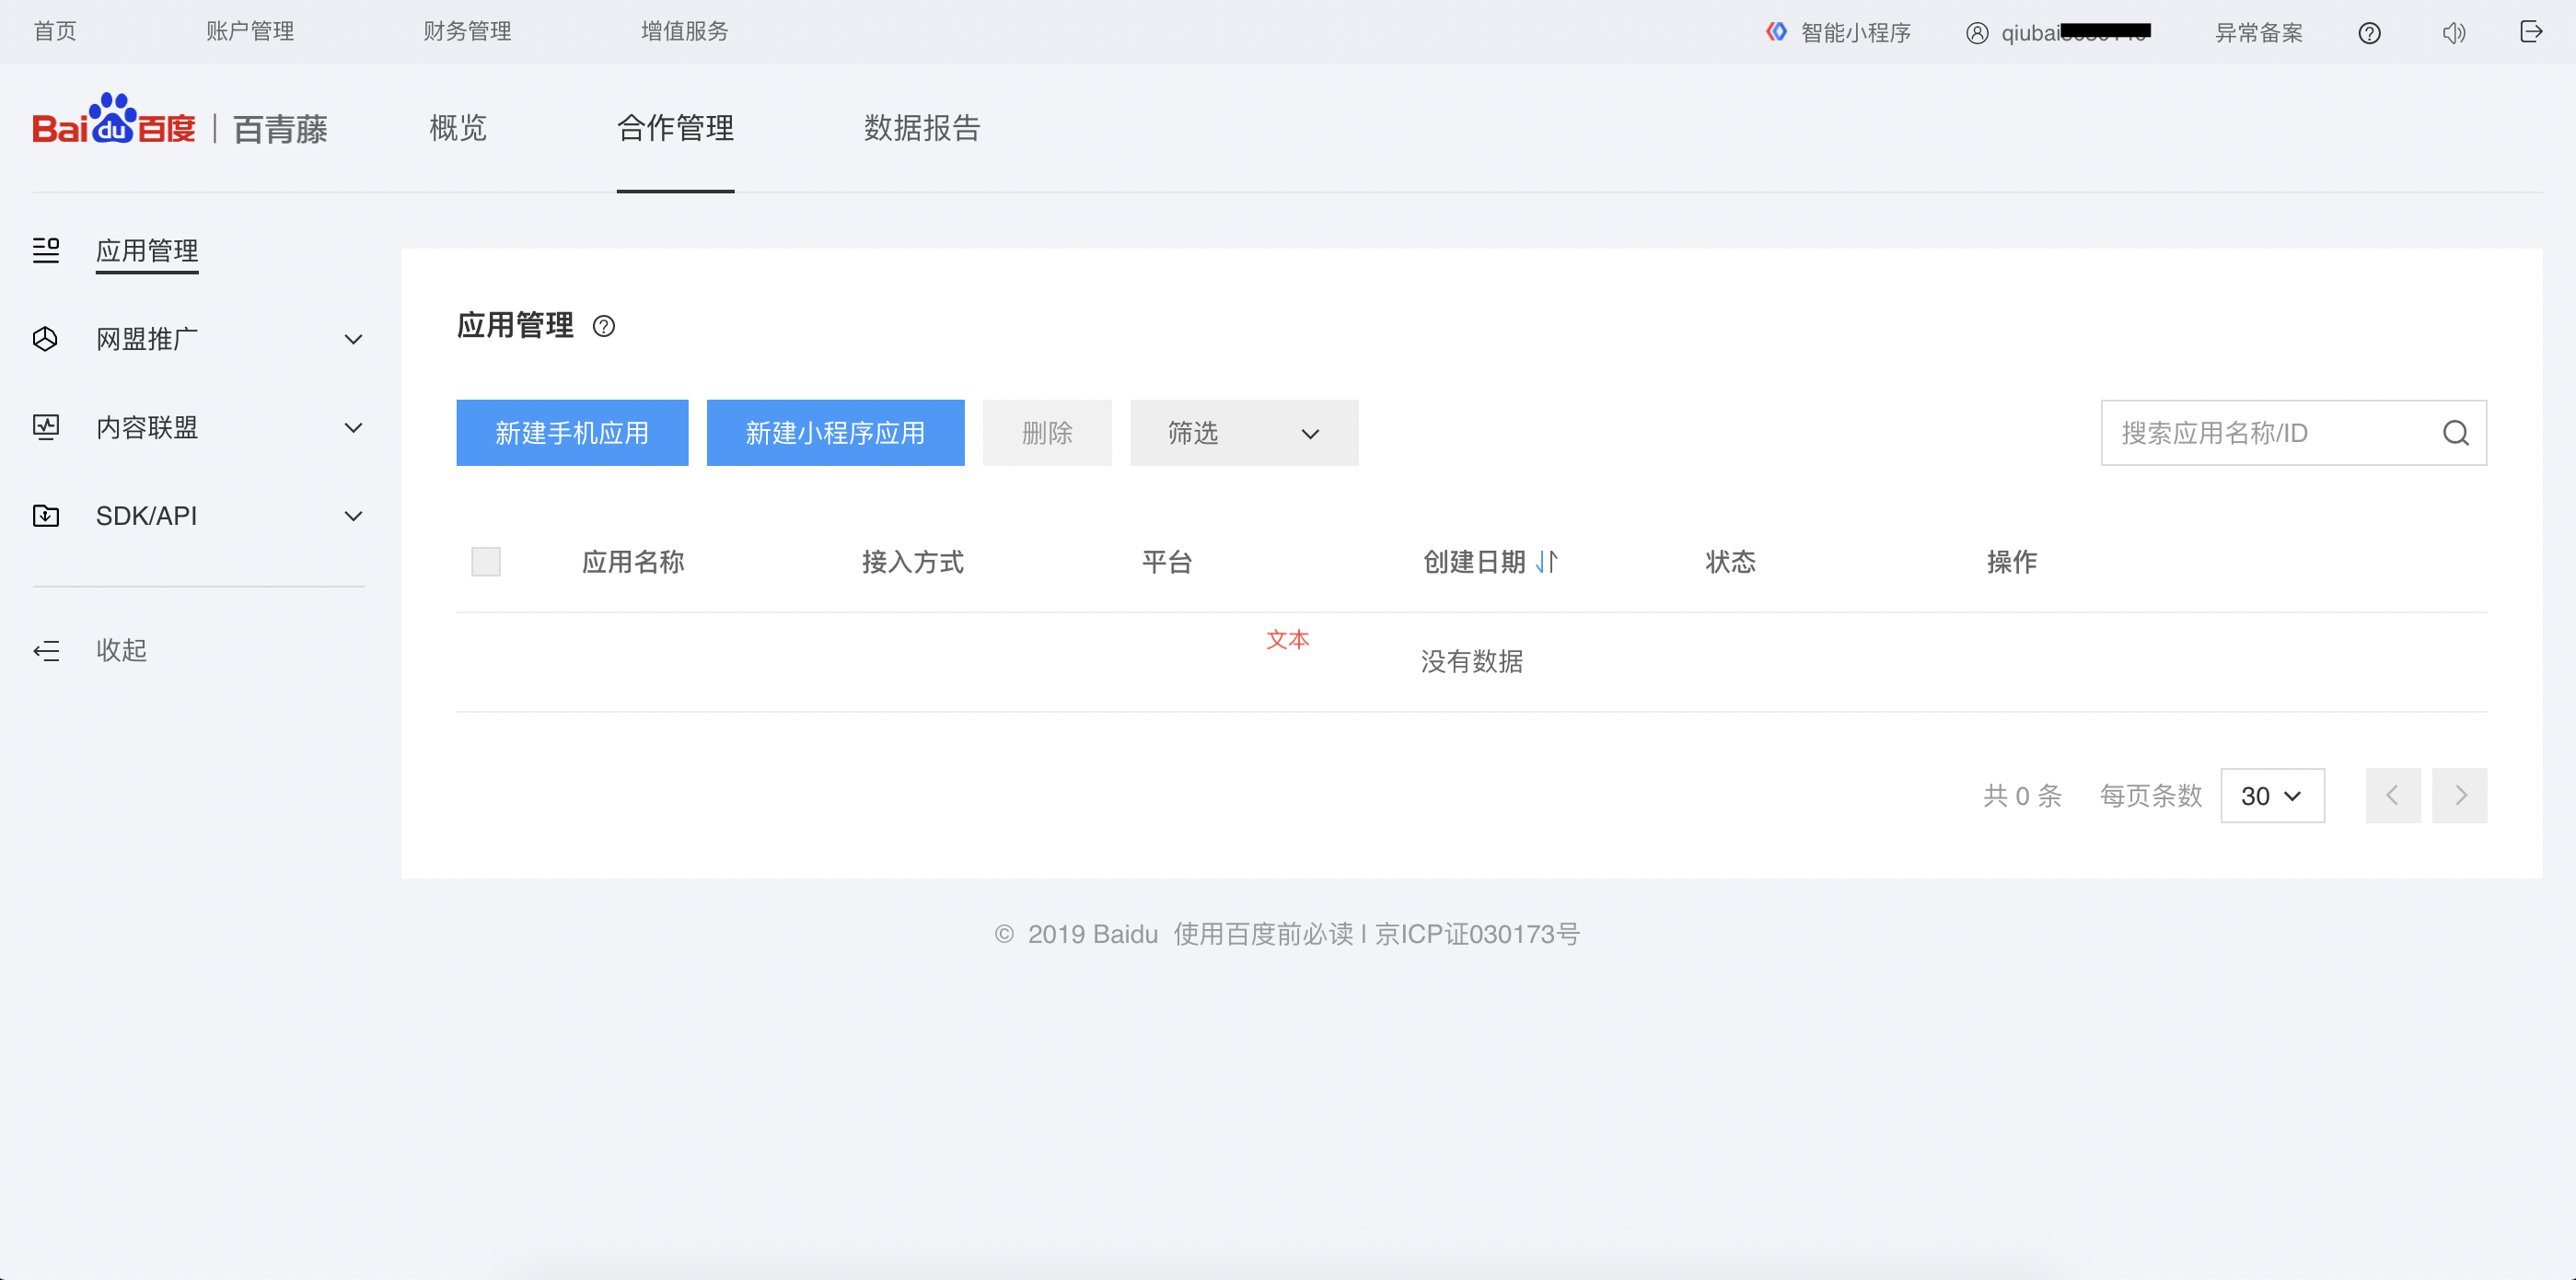 首页 账户管理 财务管理 增值服务 智能小程序 qiubai 异常备案
Bai du 百度 | 百青藤 概览 合作管理 数据报告
应用管理
网盟推广
内容联盟
SDK/API
收起
应用管理
新建手机应用 新建小程序应用 删除 筛选 搜索应用名称/ID
应用名称 接入方式 平台 创建日期 状态 操作
文本
没有数据
共 0 条 每页条数 30
© 2019 Baidu 使用百度前必读 | 京ICP证030173号